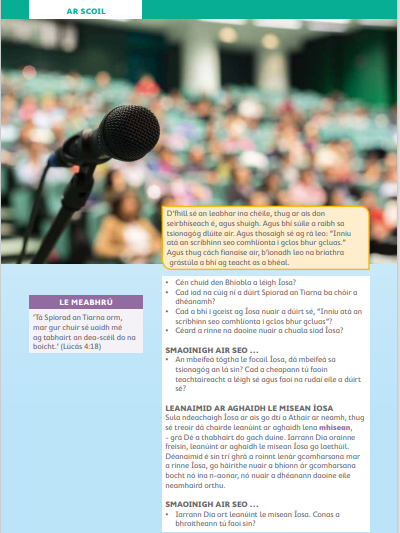 AR SCOIL
D'fhill sé an leabhar ina chéile, thug ar ais don
seirbhíseach é, agus shuigh. Agus bhí súile a raibh sa
tsionagóg dlúite air. Agus thosaigh sé ag rá leo: "Inniu
atá an scríbhinn seo comhlíonta i gclos bhur gcluas."
Agus thug cách fianaise air, b'ionadh leo na briathra
grástúla a bhí ag teacht as a bhéal.
• Cén chuid den Bhíobla a léigh Íosa?
• Cad iad na cúig ní a dúirt Spiorad an Tiarna ba chóir a
dhéanamh?
• Cad a bhí i gceist ag Íosa nuair a dúirt sé, "Inniu atá an
scríbhinn seo comhlíonta i gclos bhur gcluas"?
• Céard a rinne na daoine nuair a chuala siad Íosa?
LE MEABHRÚ
'Tá Spiorad an Tiarna orm,
mar gur chuir sé uaidh mé
ag tabhairt an dea-scéil do na
boicht.' (Lúcás 4:18)
SMAOINIGH AIR SEO ...
• An mbeifeá tógtha le focail Íosa, dá mbeifeá sa
tsionagóg an lá sin? Cad a cheapann tú faoin
teachtaireacht a léigh sé agus faoi na rudaí eile a dúirt
sé?
LEANAIMID AR AGHAIDH LE MISEAN ÍOSA
Sula ndeachaigh Íosa ar ais go dtí a Athair ar neamh, thug
sé treoir dá chairde leanúint ar aghaidh lena mhisean,
– grá Dé a thabhairt do gach duine. Iarrann Dia orainne
freisin, leanúint ar aghaidh le misean Íosa go laethúil.
Déanaimid é sin trí ghrá a roinnt lenár gcomharsana mar
a rinne Íosa, go háirithe nuair a bhíonn ár gcomharsana
bocht nó ina n-aonar, nó nuair a dhéanann daoine eile
neamhaird orthu.
SMAOINIGH AIR SEO ...
• Iarrann Dia ort leanúint le misean Íosa. Conas a
bhraitheann tú faoi sin?